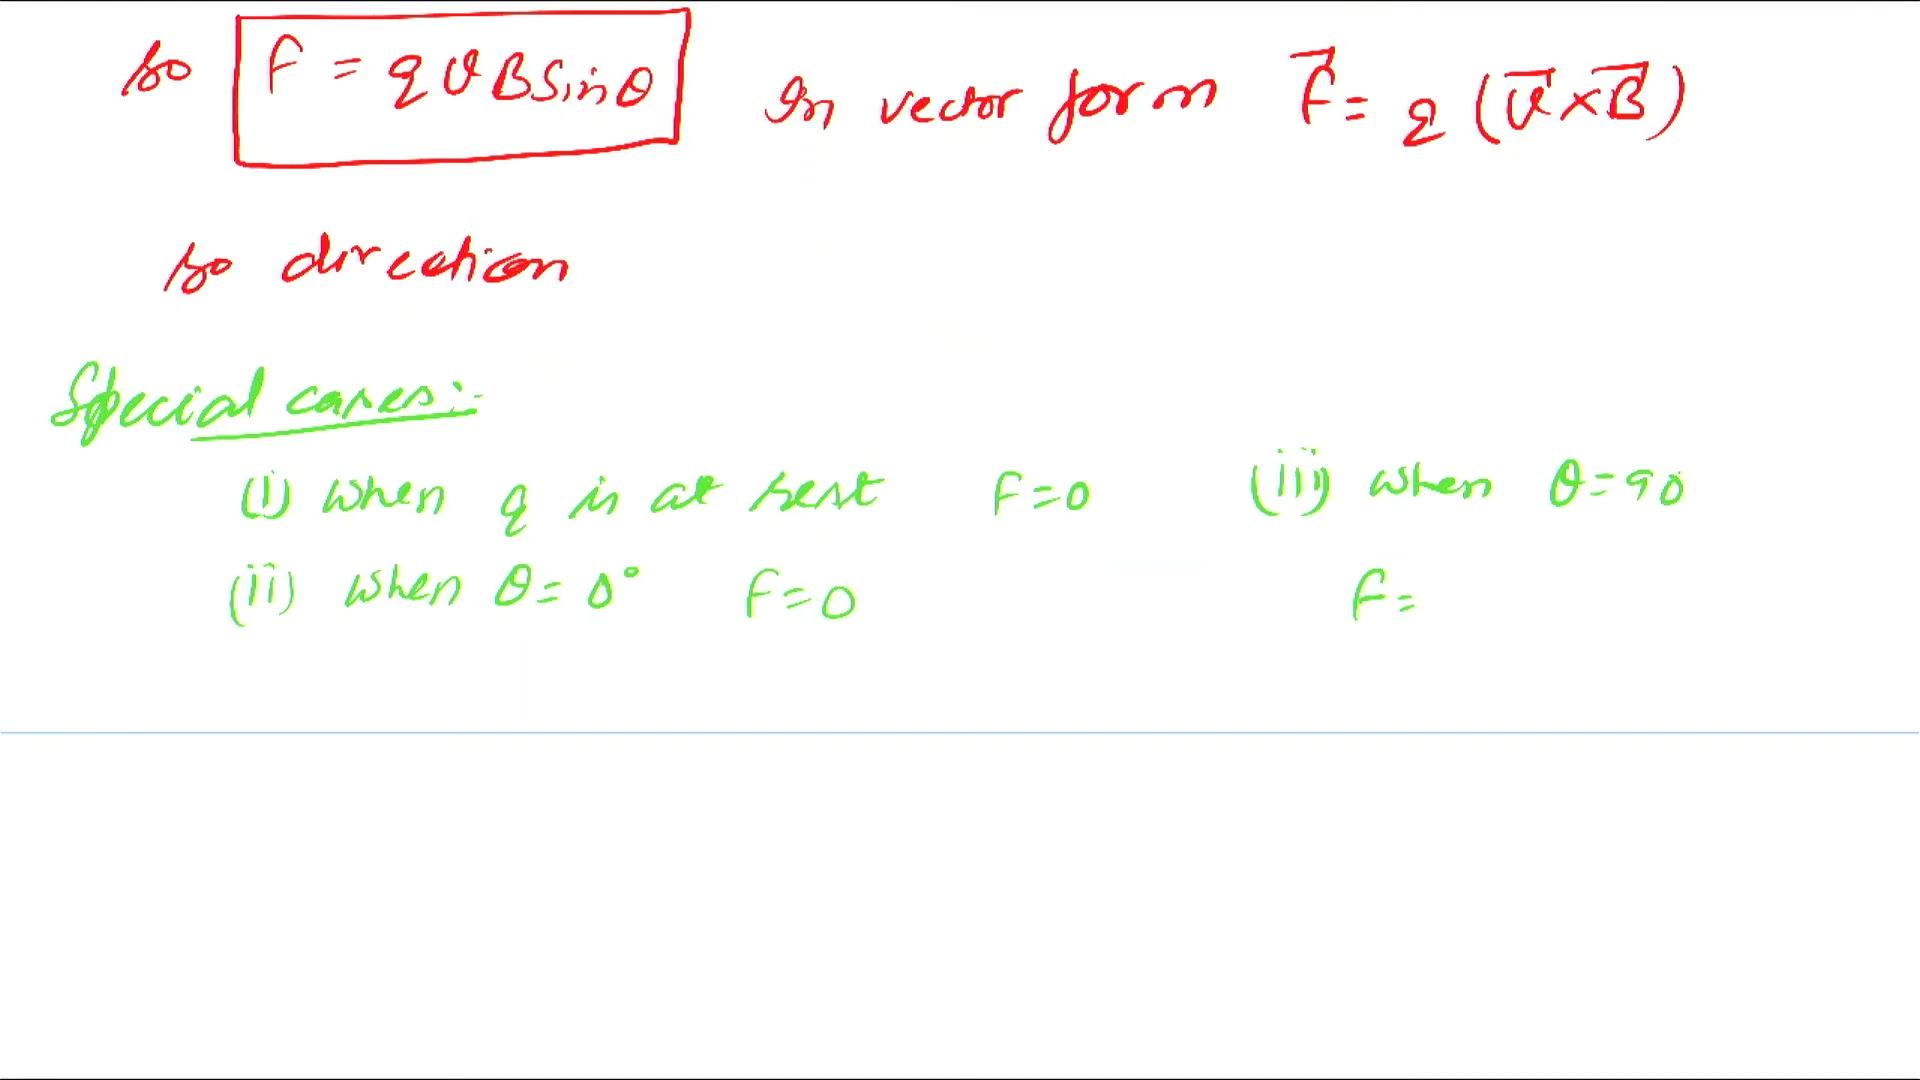 so F = qvBSinθ In vector form F⃗ = q (v⃗ × B⃗)
so direction
Special cases:-
(i) when q is at rest F=0
(ii) when θ = 0° F=0
(iii) when θ=90
F=